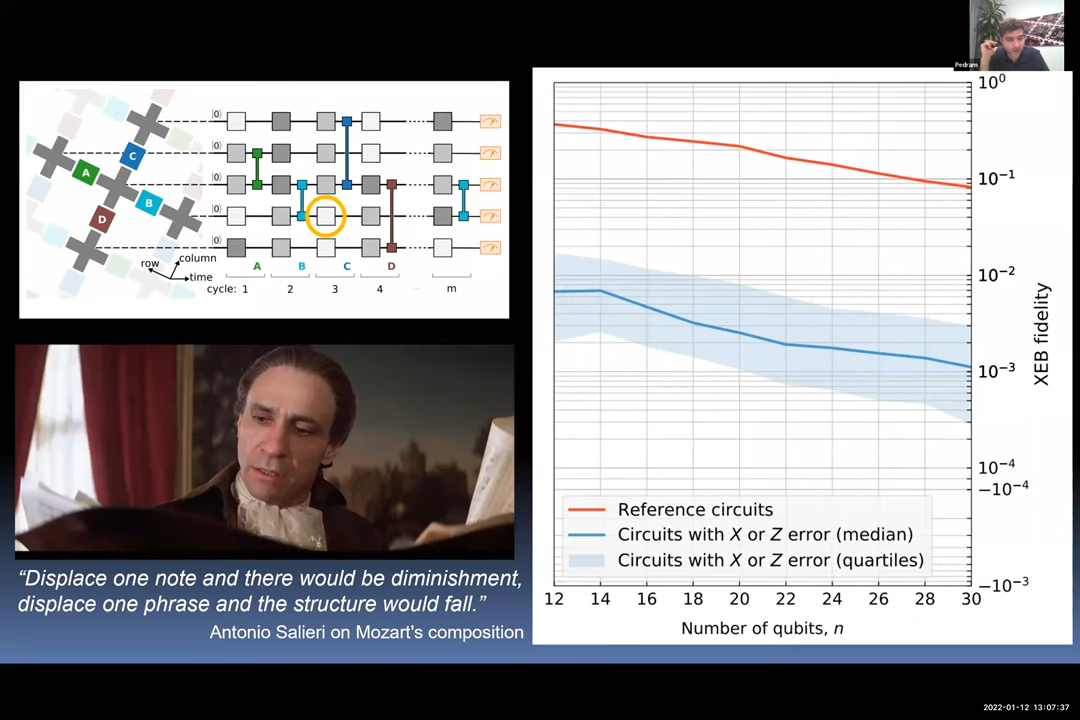 Pedram
|0⟩
|0⟩
|0⟩
|0⟩
|0⟩
C
A
B
D
row
column
time
A B C D
cycle: 1 2 3 4 ... m
“Displace one note and there would be diminishment,
displace one phrase and the structure would fall.”
Antonio Salieri on Mozart's composition
10⁰
10⁻¹
10⁻²
10⁻³
10⁻⁴
−10⁻⁴
−10⁻³
XEB fidelity
Reference circuits
Circuits with X or Z error (median)
Circuits with X or Z error (quartiles)
12 14 16 18 20 22 24 26 28 30
Number of qubits, n
2022-01-12 13:07:37